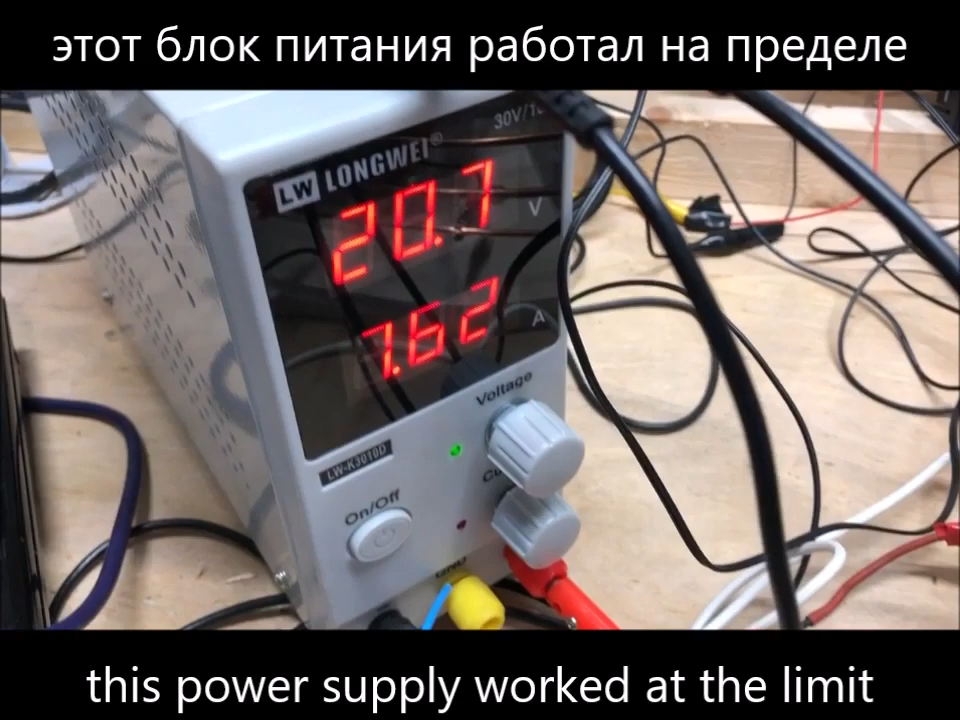 этот блок питания работал на пределе
30V/1
LW LONGWEI®
20.7
V
7.62
A
Voltage
LW-K3010D
On/Off
GND
this power supply worked at the limit